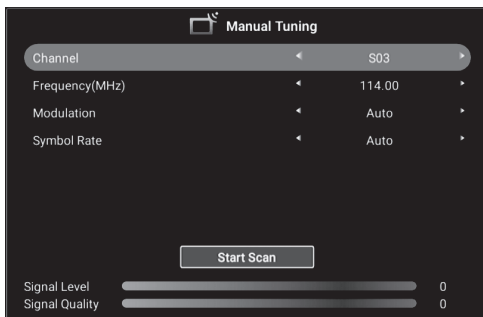 Manual Tuning
Channel S03
Frequency(MHz) 114.00
Modulation Auto
Symbol Rate Auto
Start Scan
Signal Level 0
Signal Quality 0